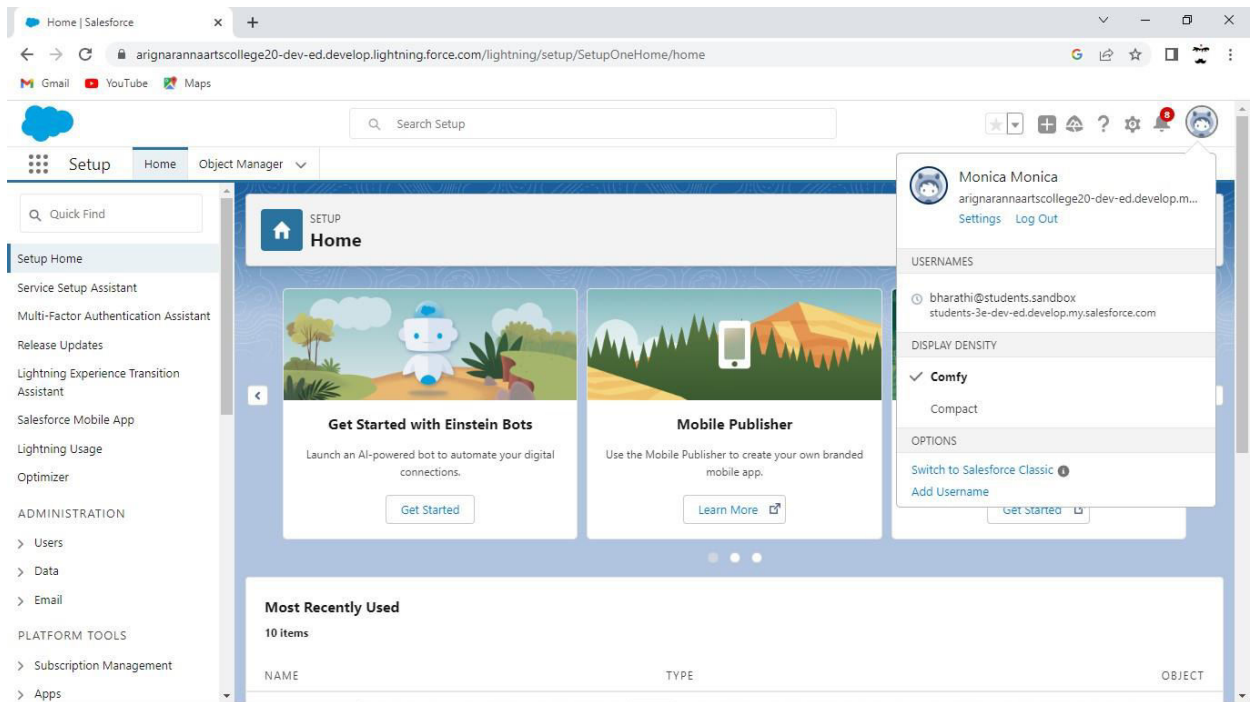 Home | Salesforce
arignarannaartscollege20-dev-ed.develop.lightning.force.com/lightning/setup/SetupOneHome/home
Gmail YouTube Maps
Search Setup
8
Setup Home Object Manager
Quick Find
Setup Home
Service Setup Assistant
Multi-Factor Authentication Assistant
Release Updates
Lightning Experience Transition
Assistant
Salesforce Mobile App
Lightning Usage
Optimizer
ADMINISTRATION
Users
Data
Email
PLATFORM TOOLS
Subscription Management
Apps
SETUP
Home
Get Started with Einstein Bots
Launch an AI-powered bot to automate your digital
connections.
Get Started
Mobile Publisher
Use the Mobile Publisher to create your own branded
mobile app.
Learn More
Get Started
Most Recently Used
10 items
NAME TYPE OBJECT
Monica Monica
arignarannaartscollege20-dev-ed.develop.m...
Settings Log Out
USERNAMES
bharathi@students.sandbox
students-3e-dev-ed.develop.my.salesforce.com
DISPLAY DENSITY
Comfy
Compact
OPTIONS
Switch to Salesforce Classic
Add Username